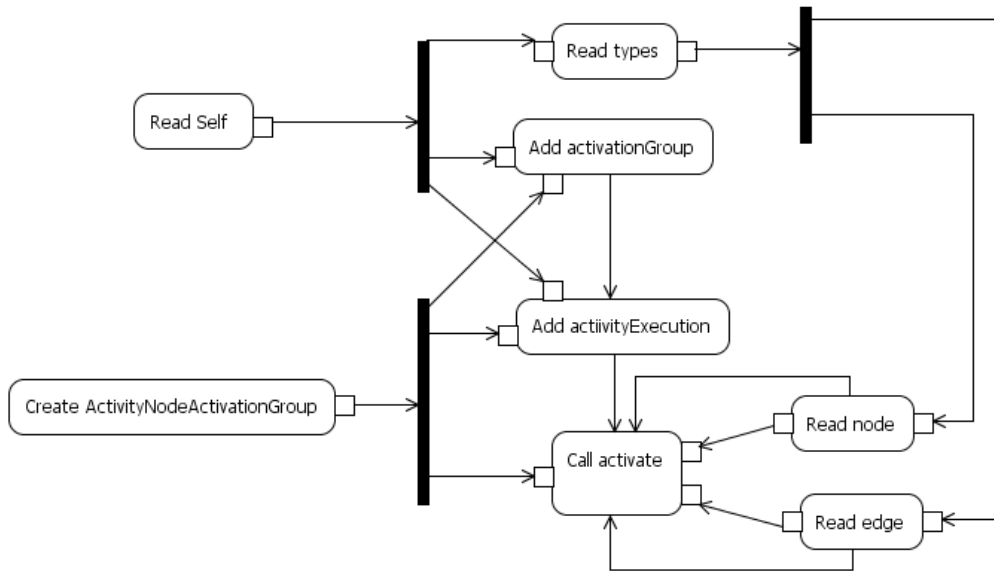 Read types
Read Self
Add activationGroup
Add actiivityExecution
Create ActivityNodeActivationGroup
Read node
Call activate
Read edge